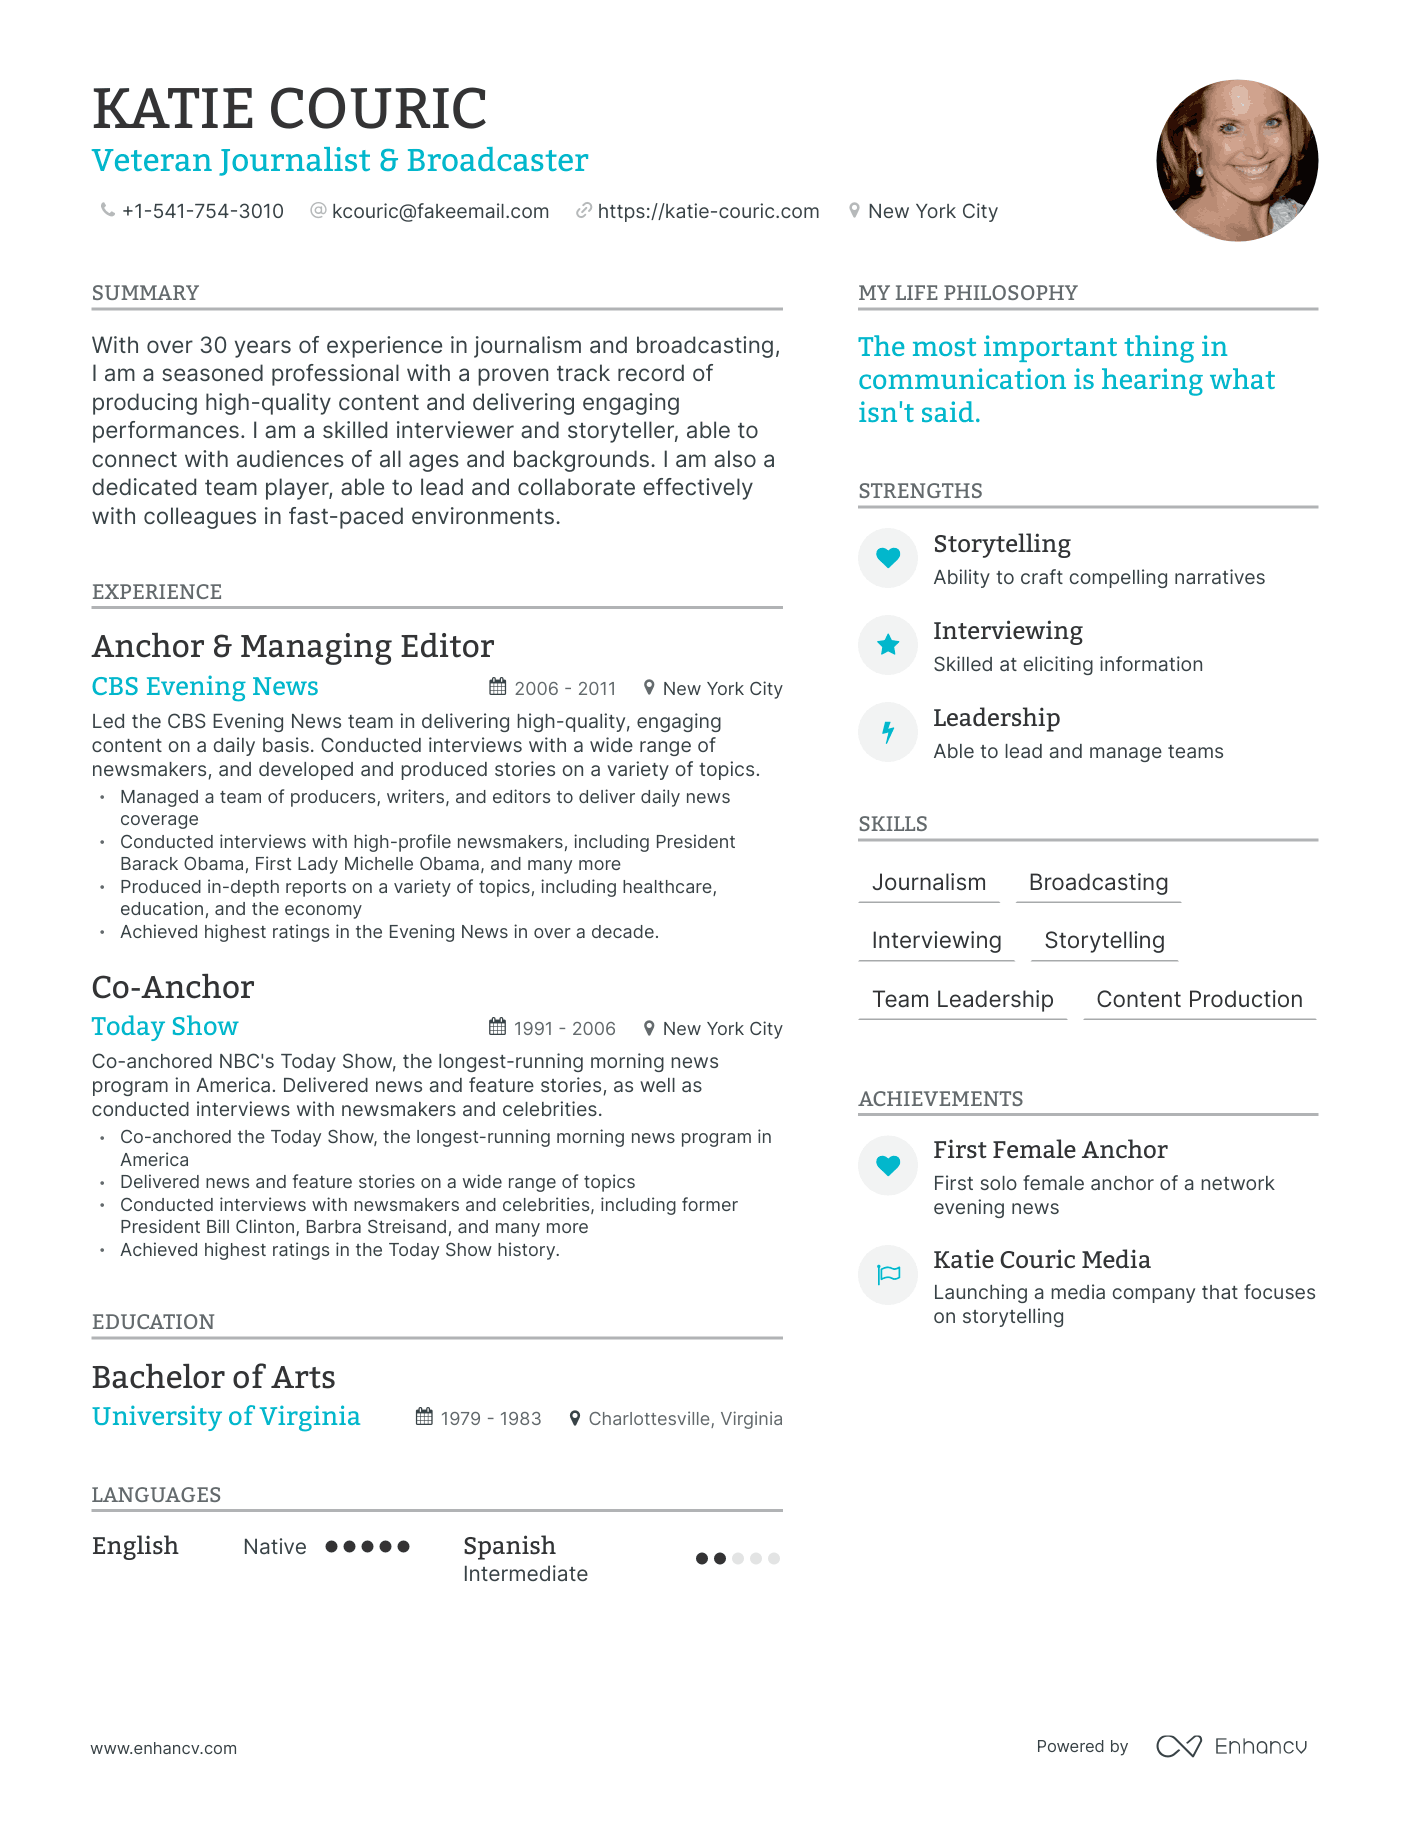 KATIE COURIC
Veteran Journalist & Broadcaster
+1-541-754-3010 @ kcouric@fakeemail.com https://katie-couric.com New York City
SUMMARY
With over 30 years of experience in journalism and broadcasting,
I am a seasoned professional with a proven track record of
producing high-quality content and delivering engaging
performances. I am a skilled interviewer and storyteller, able to
connect with audiences of all ages and backgrounds. I am also a
dedicated team player, able to lead and collaborate effectively
with colleagues in fast-paced environments.
EXPERIENCE
Anchor & Managing Editor
CBS Evening News 2006 - 2011 New York City
Led the CBS Evening News team in delivering high-quality, engaging
content on a daily basis. Conducted interviews with a wide range of
newsmakers, and developed and produced stories on a variety of topics.
• Managed a team of producers, writers, and editors to deliver daily news
coverage
• Conducted interviews with high-profile newsmakers, including President
Barack Obama, First Lady Michelle Obama, and many more
• Produced in-depth reports on a variety of topics, including healthcare,
education, and the economy
• Achieved highest ratings in the Evening News in over a decade.
Co-Anchor
Today Show 1991 - 2006 New York City
Co-anchored NBC's Today Show, the longest-running morning news
program in America. Delivered news and feature stories, as well as
conducted interviews with newsmakers and celebrities.
• Co-anchored the Today Show, the longest-running morning news program in
America
• Delivered news and feature stories on a wide range of topics
• Conducted interviews with newsmakers and celebrities, including former
President Bill Clinton, Barbra Streisand, and many more
• Achieved highest ratings in the Today Show history.
EDUCATION
Bachelor of Arts
University of Virginia 1979 - 1983 Charlottesville, Virginia
LANGUAGES
English Native Spanish
Intermediate
MY LIFE PHILOSOPHY
The most important thing in
communication is hearing what
isn't said.
STRENGTHS
Storytelling
Ability to craft compelling narratives
Interviewing
Skilled at eliciting information
Leadership
Able to lead and manage teams
SKILLS
Journalism Broadcasting
Interviewing Storytelling
Team Leadership Content Production
ACHIEVEMENTS
First Female Anchor
First solo female anchor of a network
evening news
Katie Couric Media
Launching a media company that focuses
on storytelling
www.enhancv.com
Powered by Enhancv